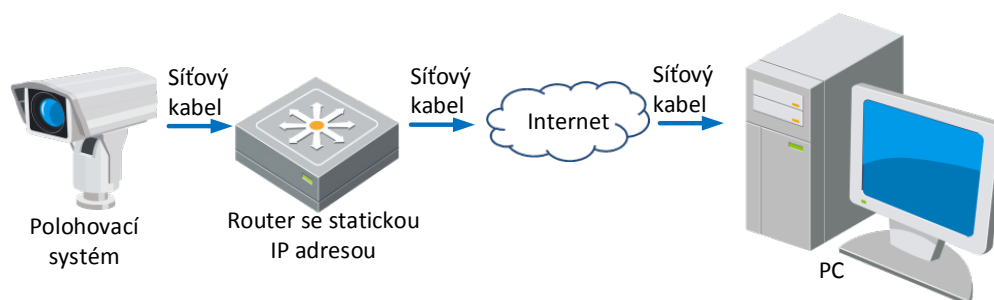 Síťový
kabel
Síťový
kabel
Síťový
kabel
Internet
Polohovací
systém
Router se statickou
IP adresou
PC